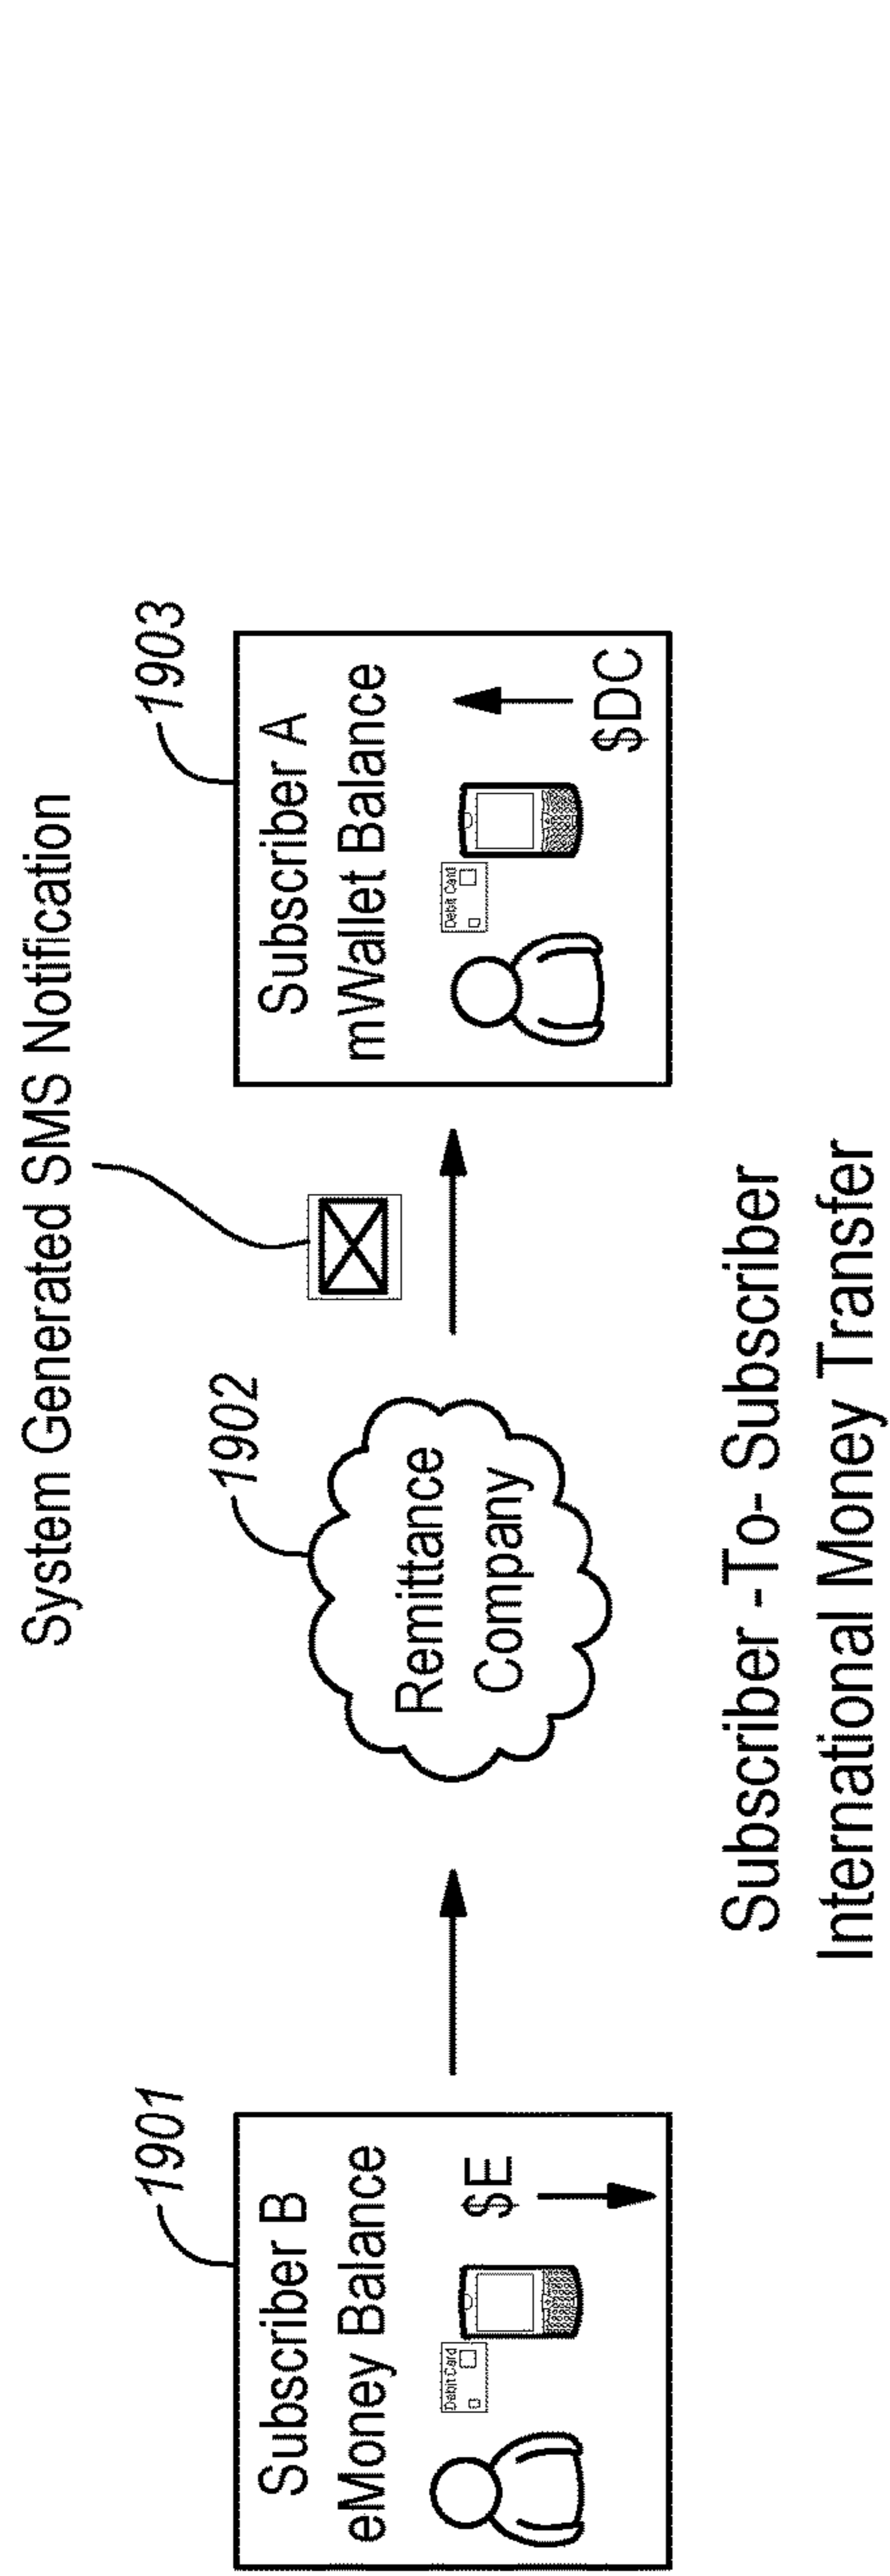 System Generated SMS Notification
1901
Subscriber B
eMoney Balance
Debit Card
$E
1902
Remittance
Company
1903
Subscriber A
mWallet Balance
Debit Card
$DC
Subscriber -To- Subscriber
International Money Transfer